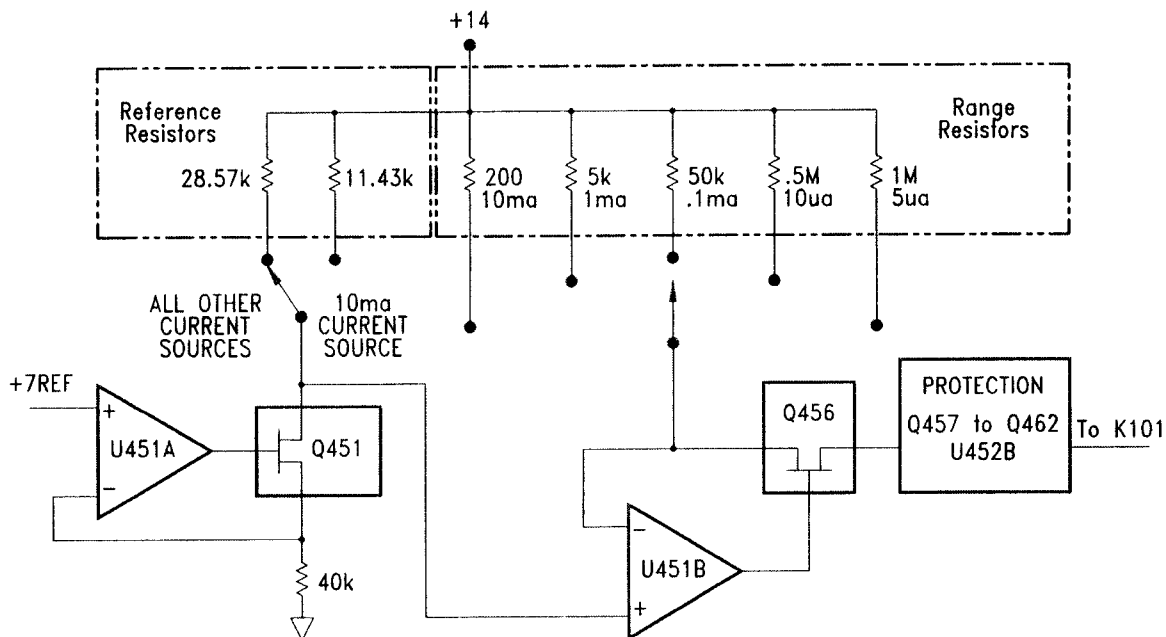 +14
Reference
Resistors
Range
Resistors
28.57k
11.43k
200
10ma
5k
1ma
50k
.1ma
.5M
10ua
1M
5ua
ALL OTHER
CURRENT
SOURCES
10ma
CURRENT
SOURCE
+7REF
+
U451A
-
Q451
40k
-
U451B
+
Q456
PROTECTION
Q457 to Q462
U452B
To K101